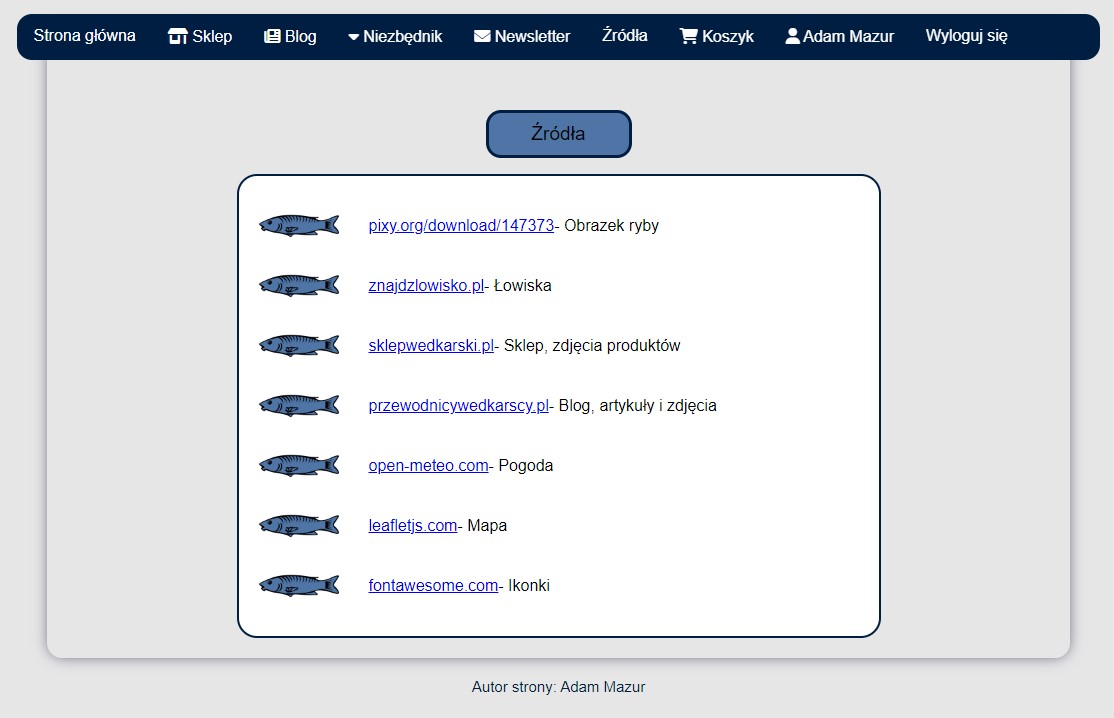 Strona główna Sklep Blog Niezbędnik Newsletter Źródła Koszyk Adam Mazur Wyloguj się
Źródła
pixy.org/download/147373- Obrazek ryby
znajdzlowisko.pl- Łowiska
sklepwedkarski.pl- Sklep, zdjęcia produktów
przewodnicywedkarscy.pl- Blog, artykuły i zdjęcia
open-meteo.com- Pogoda
leafletjs.com- Mapa
fontawesome.com- Ikonki
Autor strony: Adam Mazur